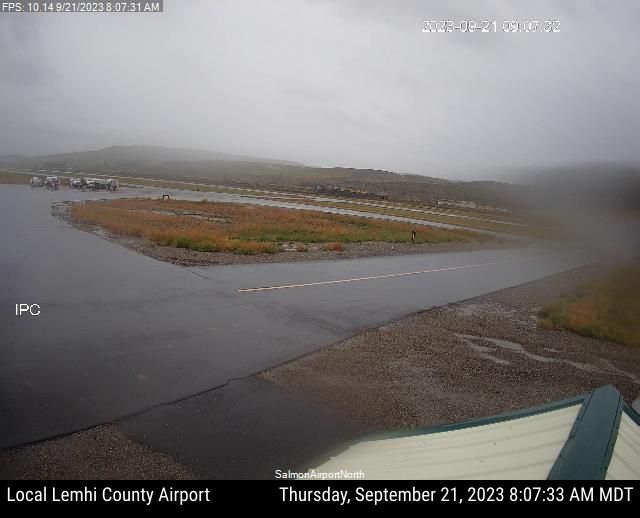 FPS: 10.14 9/21/2023 8:07:31 AM
2023-09-21 09:07:32
IPC
SalmonAirportNorth
Local Lemhi County Airport Thursday, September 21, 2023 8:07:33 AM MDT